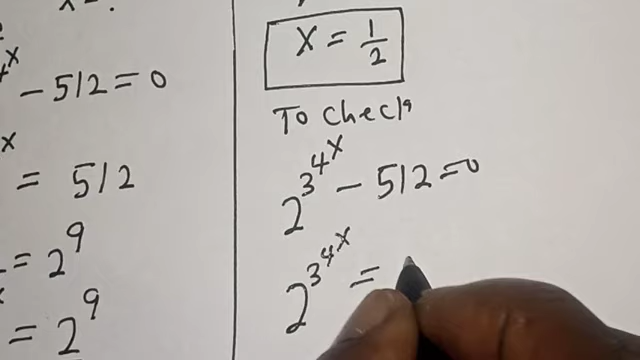 x = ?
4^x - 512 = 0
x = 512
= 2^9
= 2^9
x = 1/2
To check
2^3^4^x - 512 = 0
2^3^4^x =